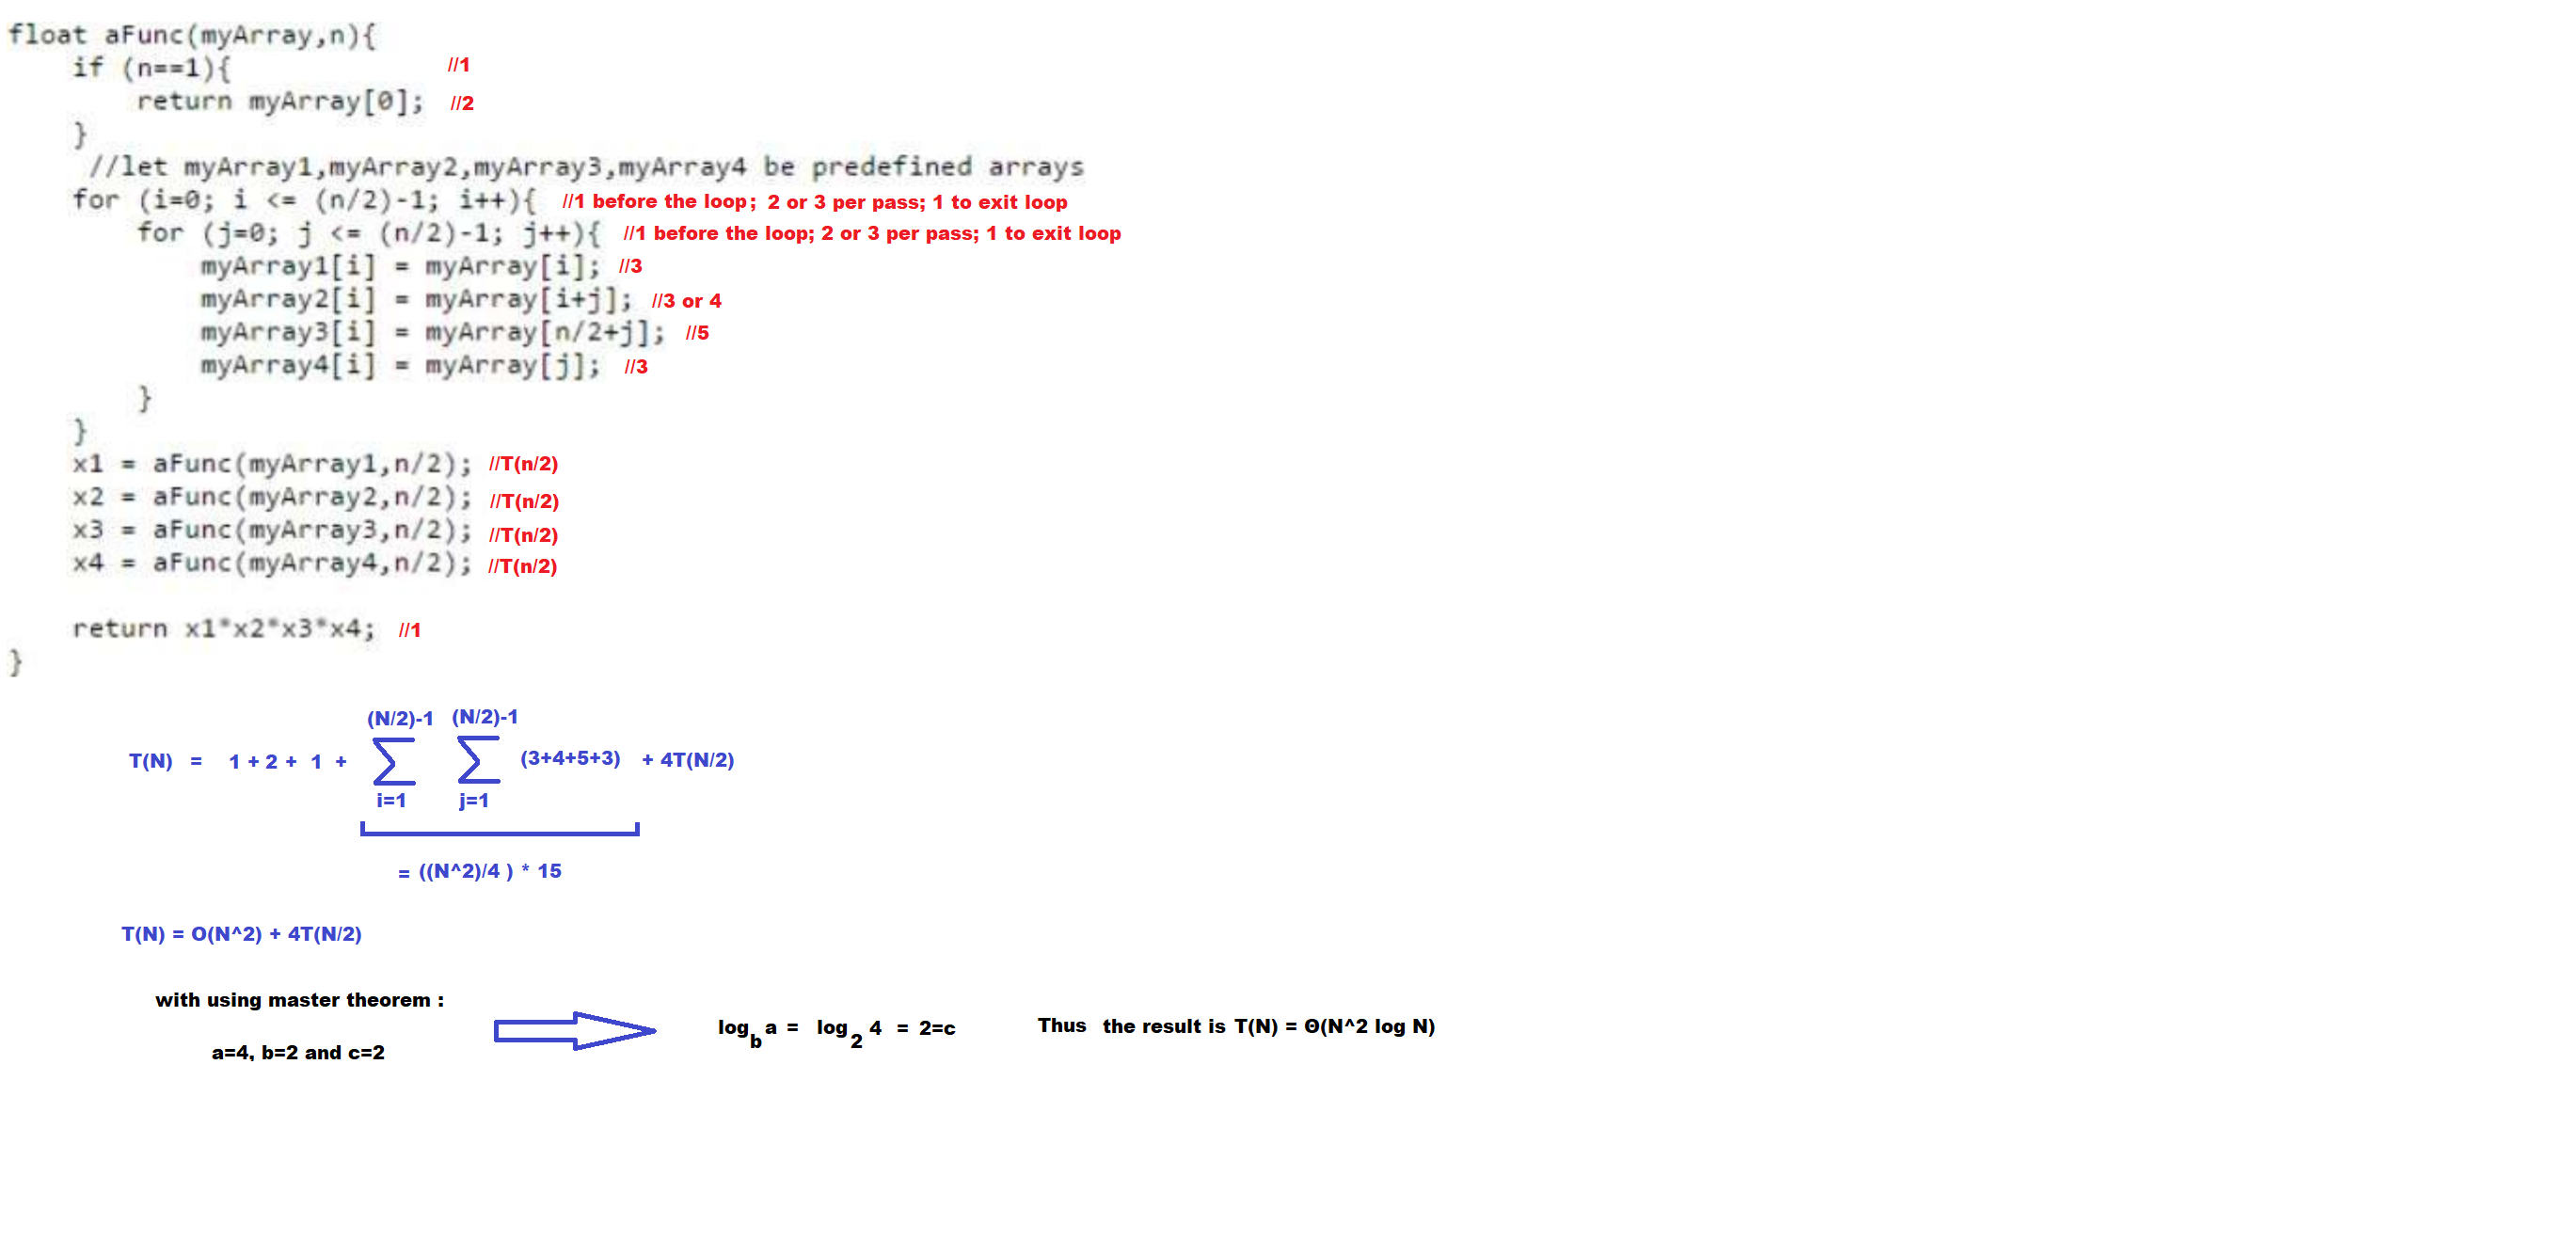 float aFunc(myArray,n){
if (n==1){ //1
return myArray[0]; //2
}
//let myArray1,myArray2,myArray3,myArray4 be predefined arrays
for (i=0; i <= (n/2)-1; i++){ //1 before the loop; 2 or 3 per pass; 1 to exit loop
for (j=0; j <= (n/2)-1; j++){ //1 before the loop; 2 or 3 per pass; 1 to exit loop
myArray1[i] = myArray[i]; //3
myArray2[i] = myArray[i+j]; //3 or 4
myArray3[i] = myArray[n/2+j]; //5
myArray4[i] = myArray[j]; //3
}
}
x1 = aFunc(myArray1,n/2); //T(n/2)
x2 = aFunc(myArray2,n/2); //T(n/2)
x3 = aFunc(myArray3,n/2); //T(n/2)
x4 = aFunc(myArray4,n/2); //T(n/2)
return x1*x2*x3*x4; //1
}
(N/2)-1 (N/2)-1
T(N) = 1 + 2 + 1 + ∑ ∑ (3+4+5+3) + 4T(N/2)
i=1 j=1
= ((N^2)/4 ) * 15
T(N) = O(N^2) + 4T(N/2)
with using master theorem :
a=4, b=2 and c=2
log b a = log 2 4 = 2=c Thus the result is T(N) = Θ(N^2 log N)